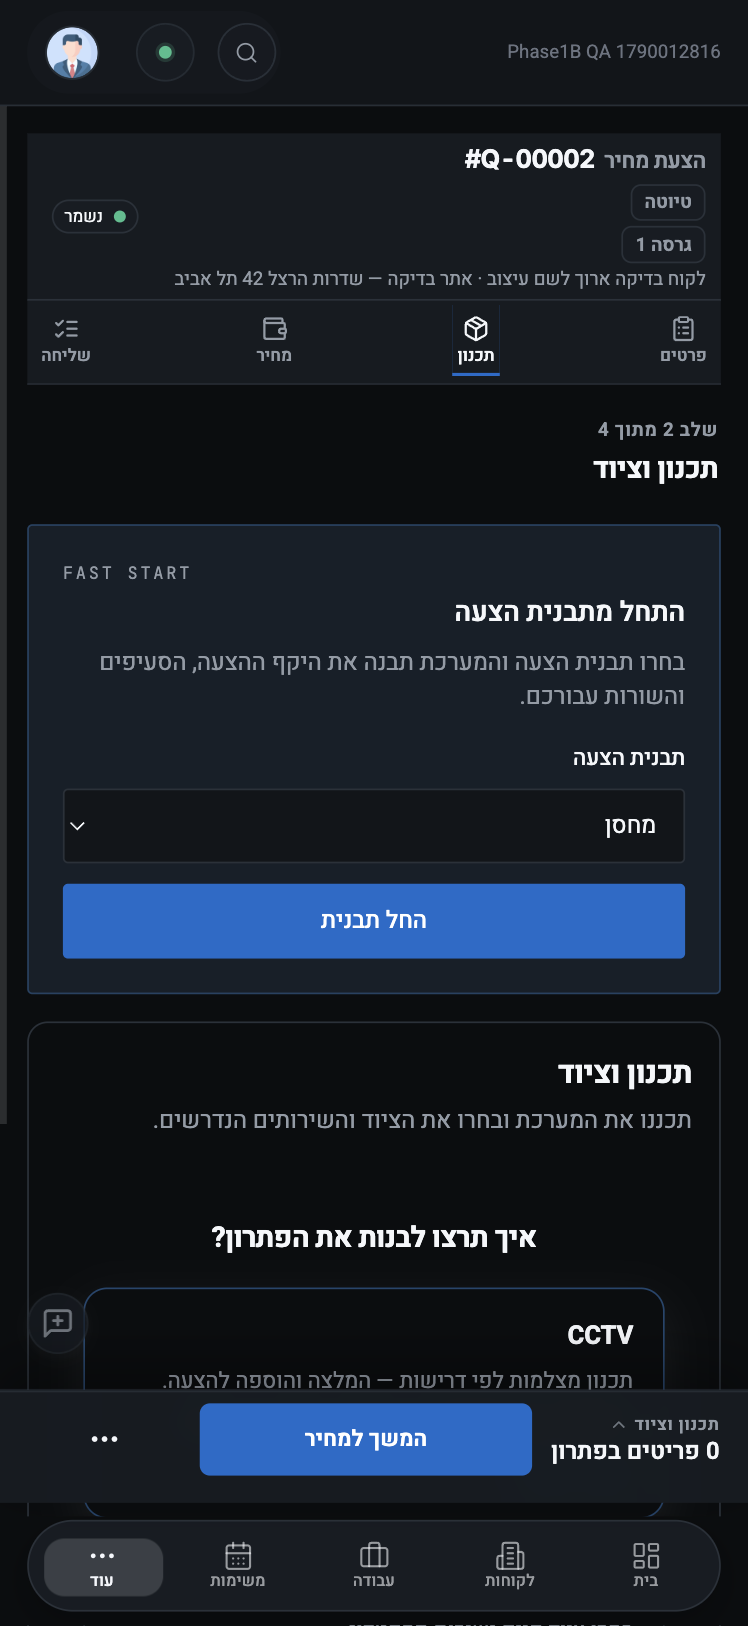 Phase1B QA 1790012816
הצעת מחיר #Q-00002
טיוטה
גרסה 1
נשמר
לקוח בדיקה ארוך לשם עיצוב · אתר בדיקה — שדרות הרצל 42 תל אביב
פרטים
תכנון
מחיר
שליחה
שלב 2 מתוך 4
תכנון וציוד
FAST START
התחל מתבנית הצעה
בחרו תבנית הצעה והמערכת תבנה את היקף ההצעה, הסעיפים
והשורות עבורכם.
תבנית הצעה
מחסן
החל תבנית
תכנון וציוד
תכננו את המערכת ובחרו את הציוד והשירותים הנדרשים.
איך תרצו לבנות את הפתרון?
CCTV
תכנון מצלמות לפי דרישות — המלצה והוספה להצעה.
תכנון וציוד
0 פריטים בפתרון
המשך למחיר
בית
לקוחות
עבודה
משימות
עוד